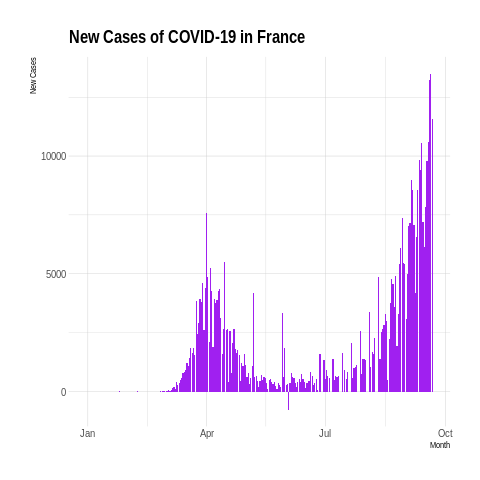 New Cases of COVID-19 in France
New Cases
10000
5000
0
Jan Apr Jul Oct
Month